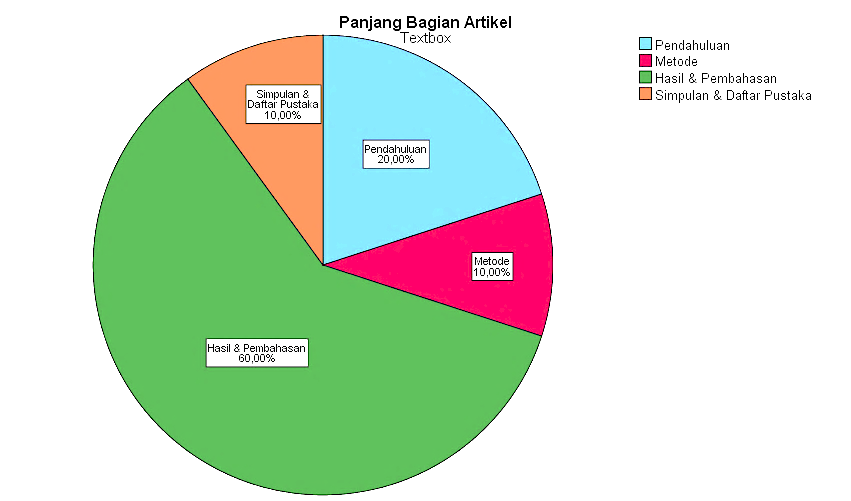 Panjang Bagian Artikel
Textbox
Pendahuluan
Metode
Hasil & Pembahasan
Simpulan & Daftar Pustaka
Simpulan &
Daftar Pustaka
10,00%
Pendahuluan
20,00%
Metode
10,00%
Hasil & Pembahasan
60,00%